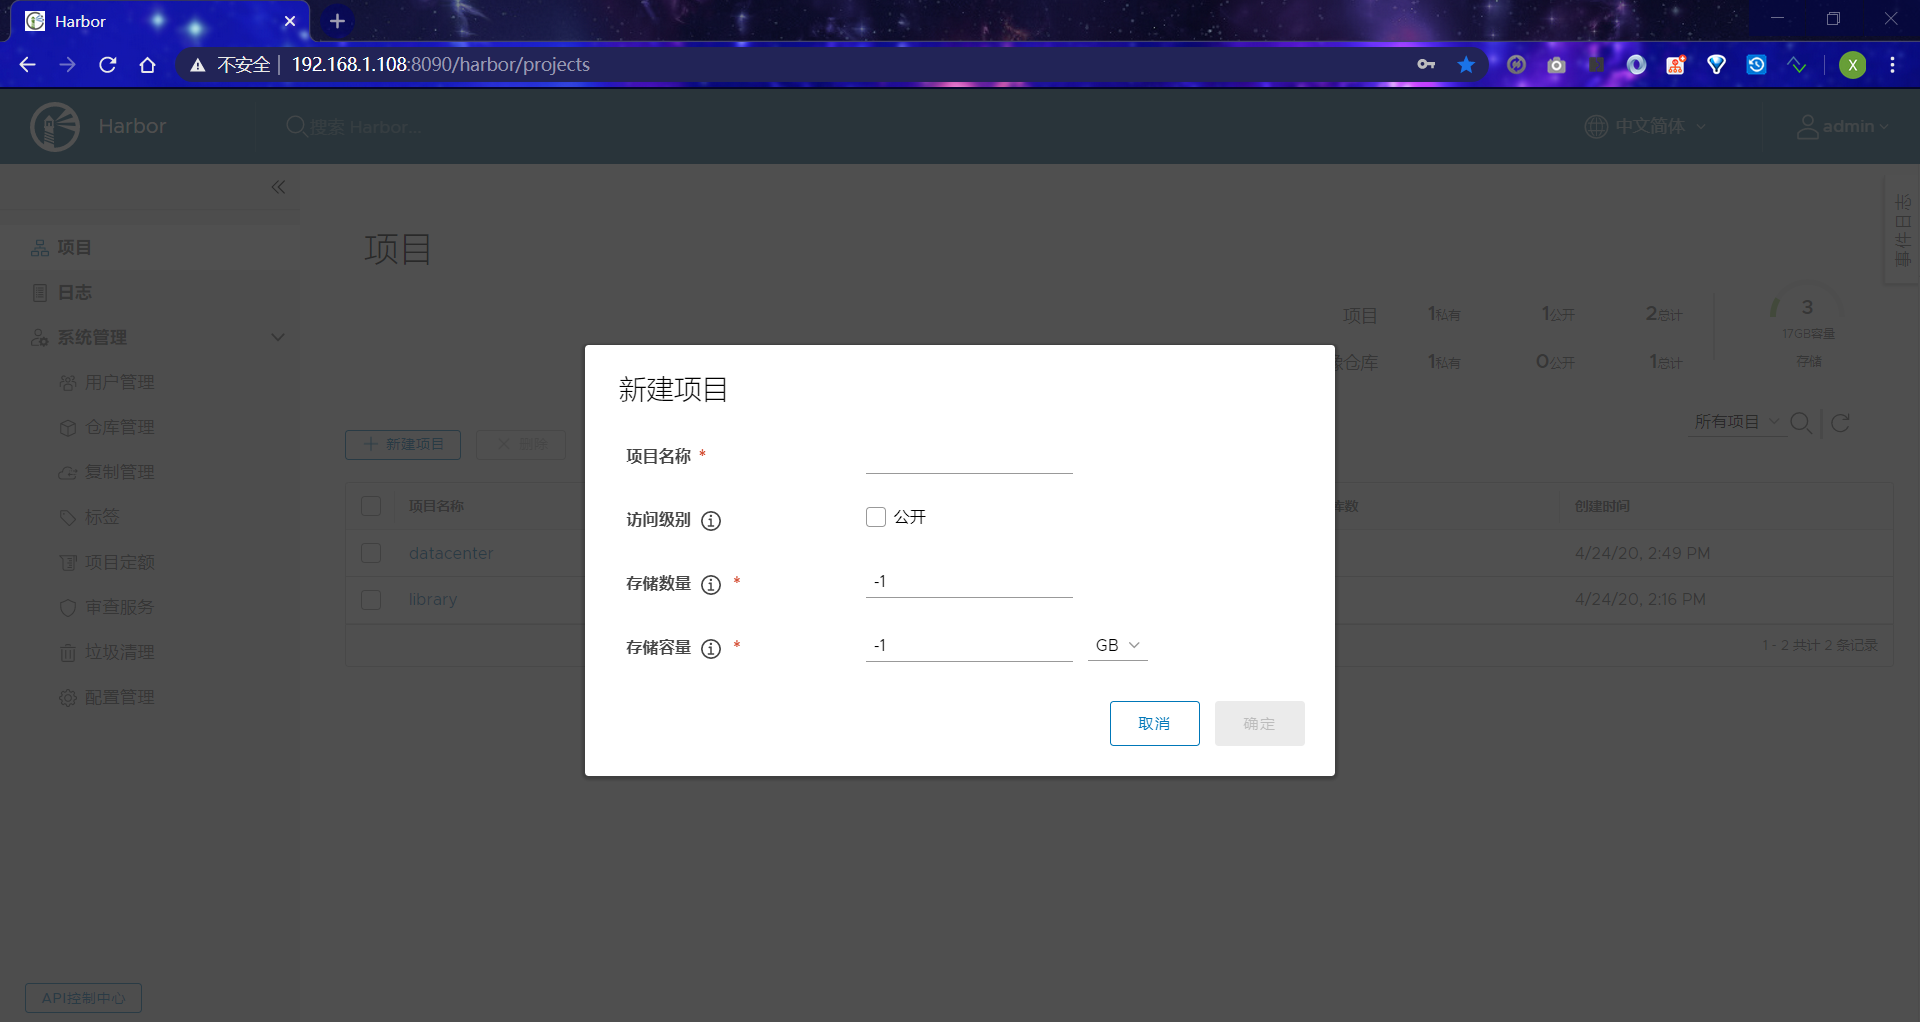 Harbor
不安全 | 192.168.1.108:8090/harbor/projects
X
Harbor
搜索 Harbor...
中文简体
admin
项目
日志
系统管理
用户管理
仓库管理
复制管理
标签
项目定额
审查服务
垃圾清理
配置管理
API控制中心
项目
事件日志
项目 1私有 1公开 2总计
仓库 1私有 0公开 1总计
3
17GB容量
存储
所有项目
新建项目 删除
项目名称 库数 创建时间
datacenter 4/24/20, 2:49 PM
library 4/24/20, 2:16 PM
1 - 2 共计 2 条记录
新建项目
项目名称 *
访问级别 公开
存储数量 * -1
存储容量 * -1 GB
取消 确定